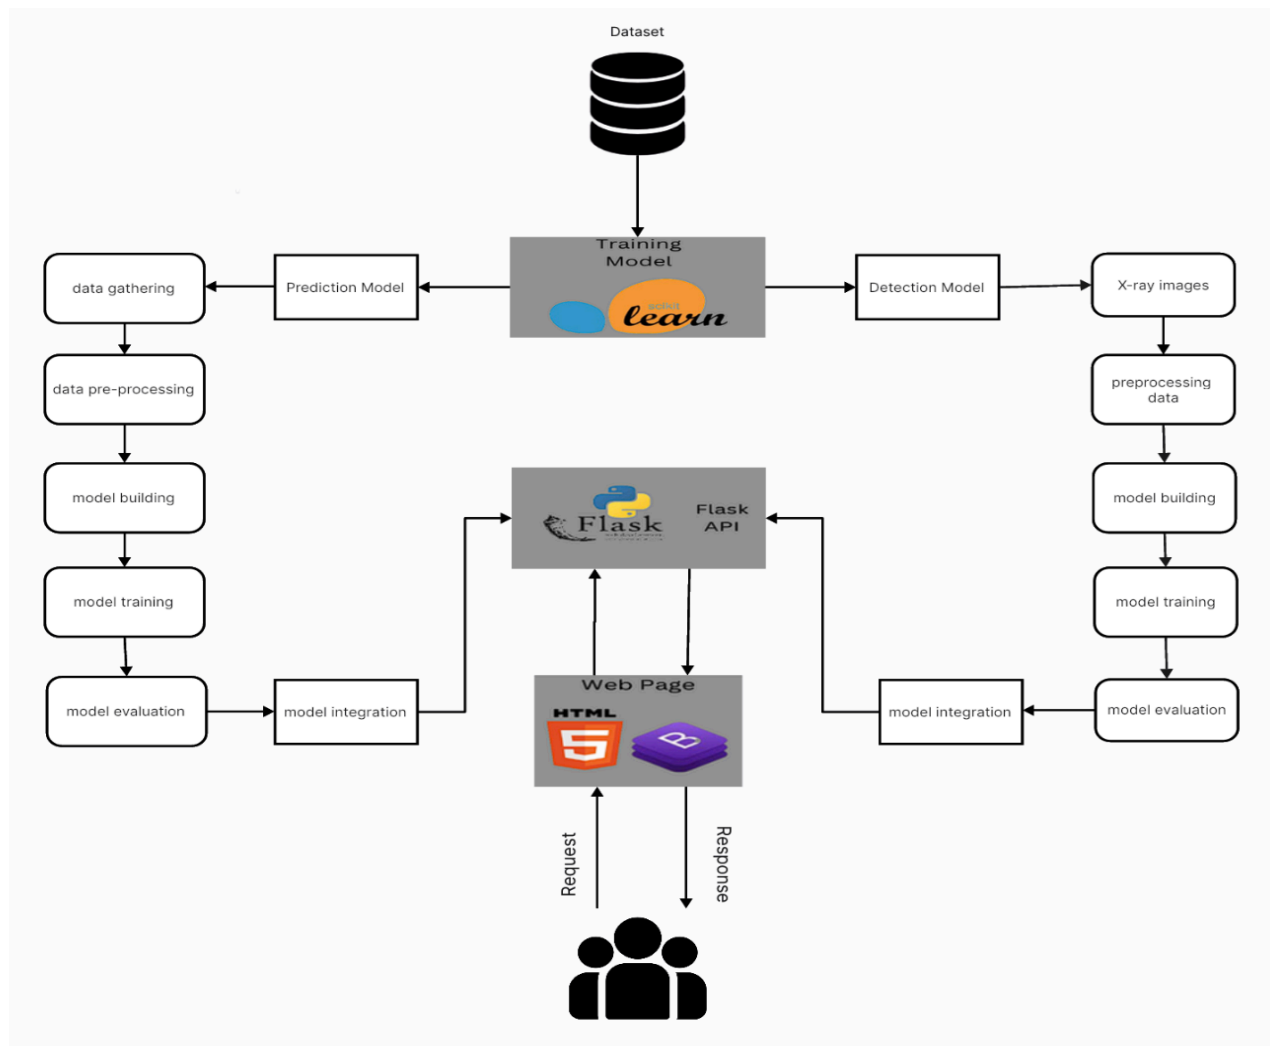 Dataset
Training
Model
scikit
learn
data gathering
Prediction Model
Detection Model
X-ray images
data pre-processing
preprocessing
data
model building
Flask
Flask
API
model building
model training
model training
model evaluation
model integration
Web Page
HTML
5
B
model integration
model evaluation
Request
Response